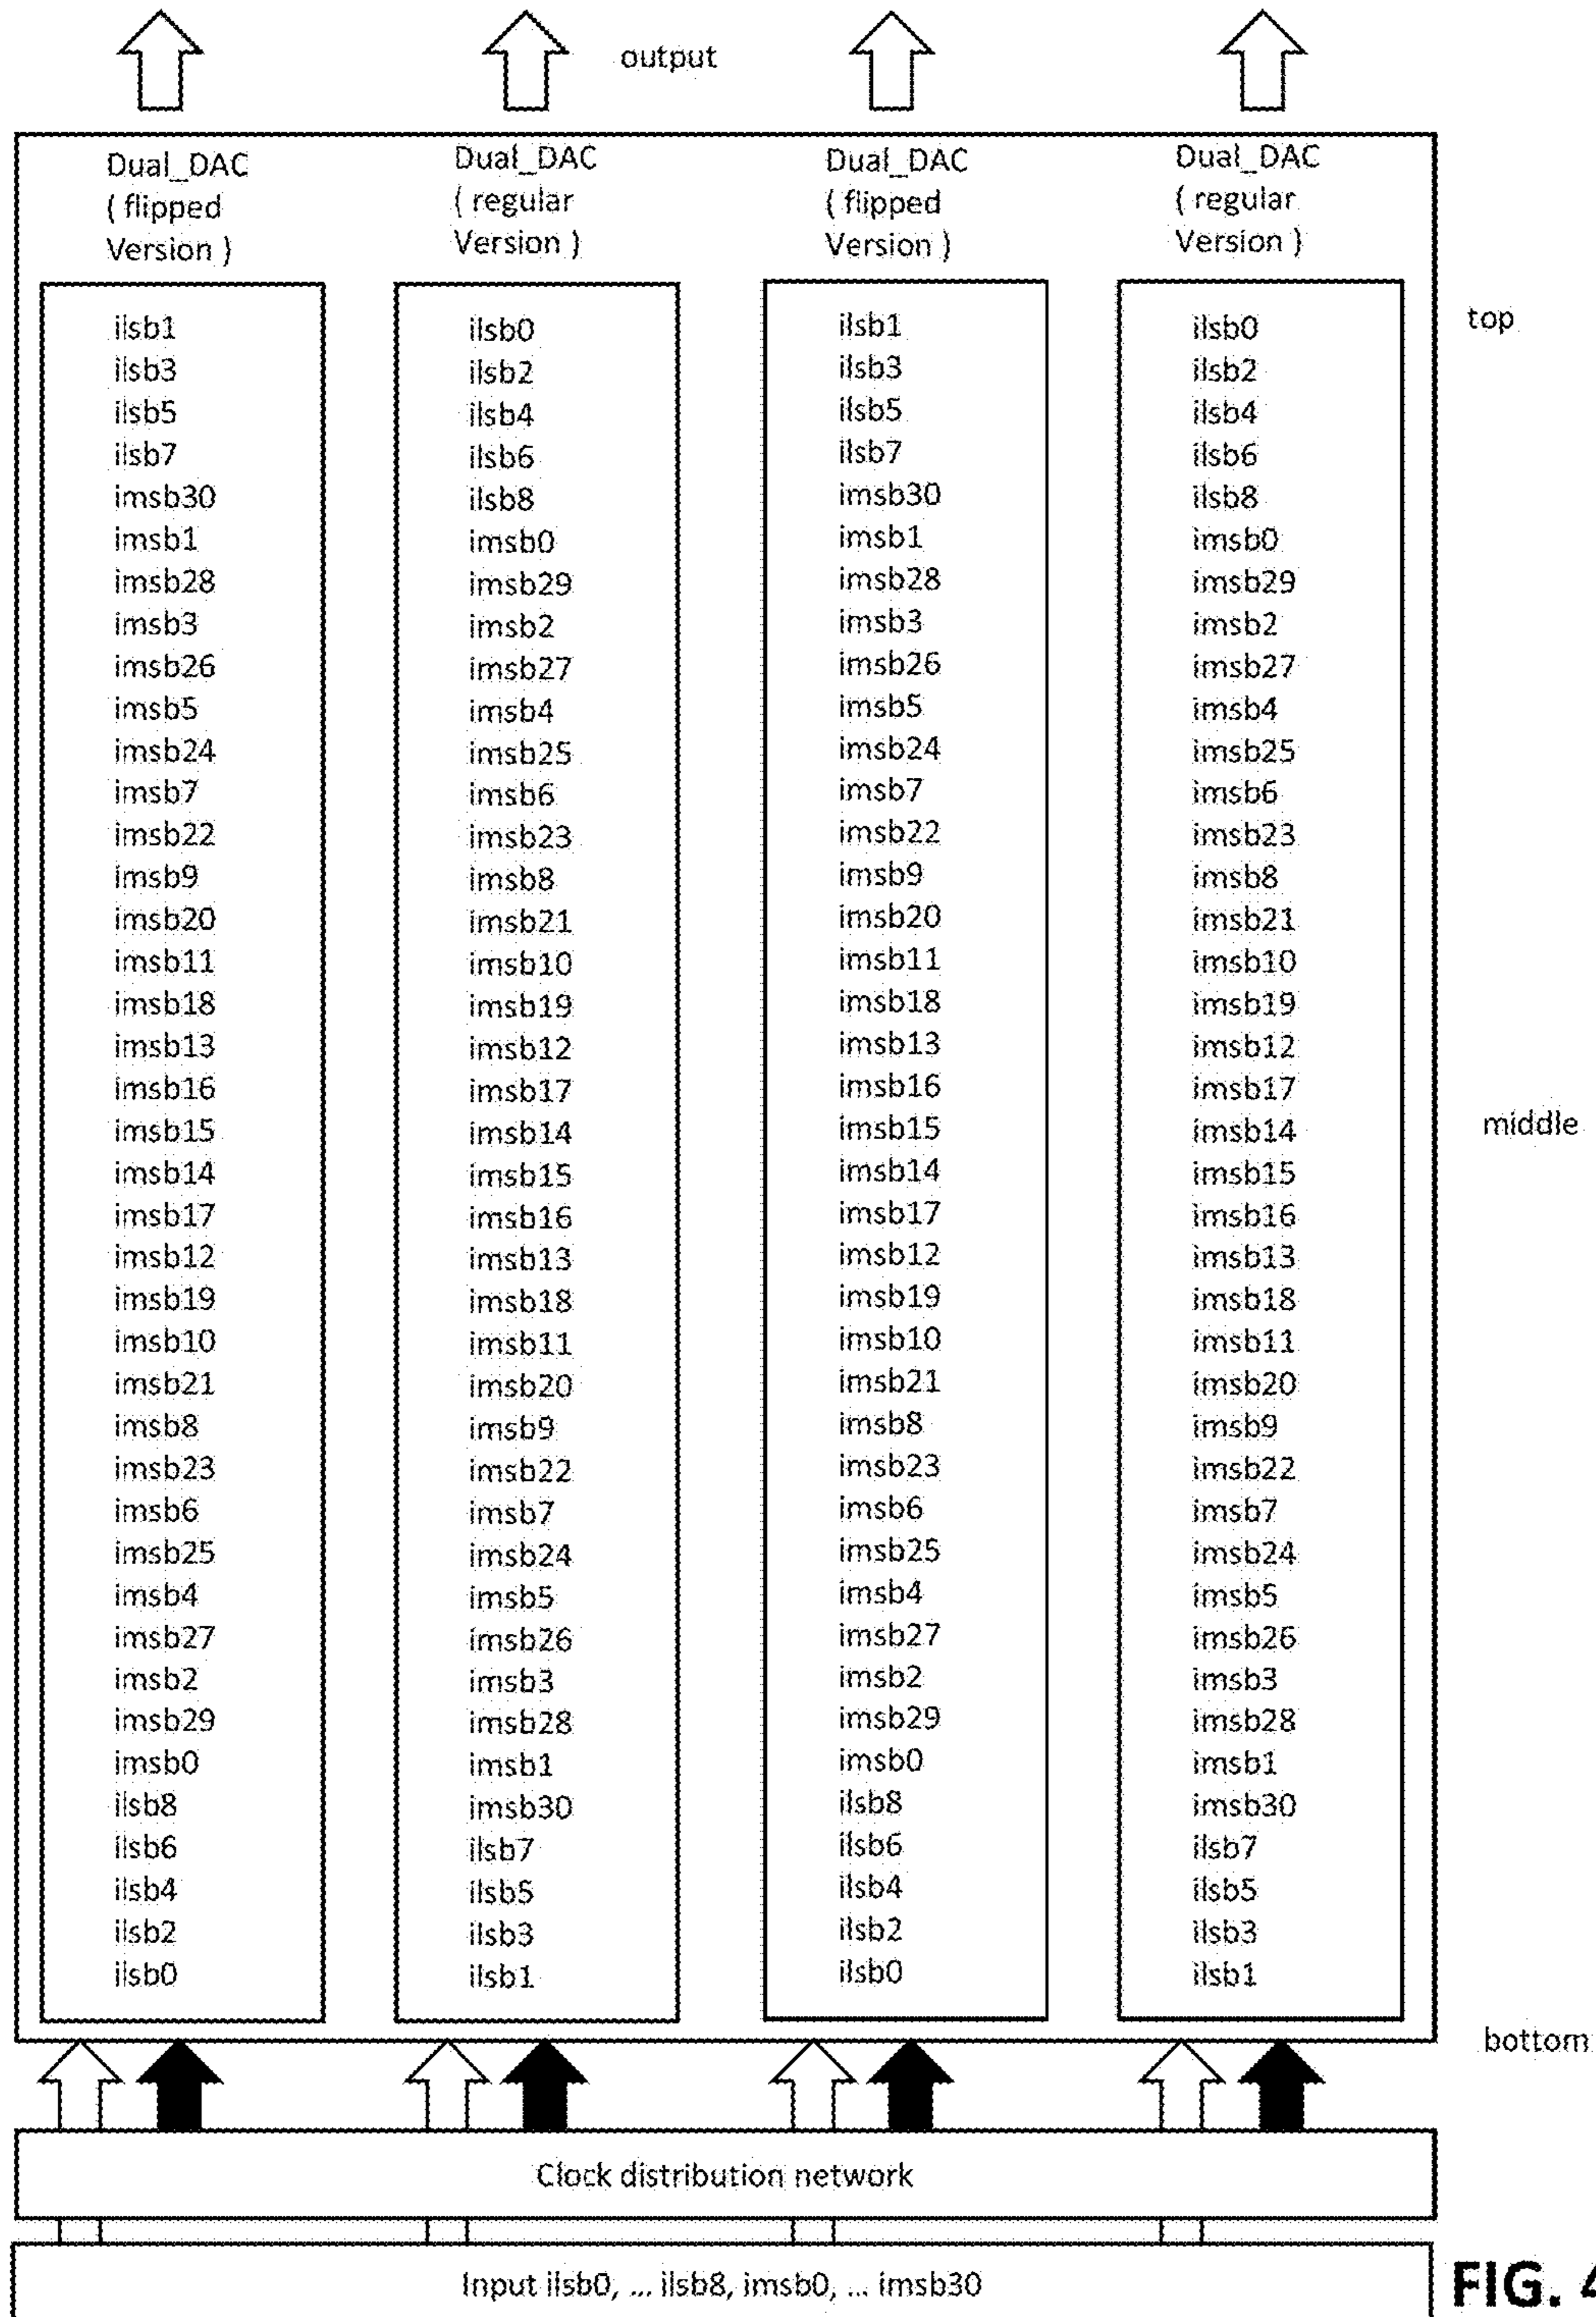 output
Dual_DAC
( flipped
Version )
ilsb1
ilsb3
ilsb5
ilsb7
imsb30
imsb1
imsb28
imsb3
imsb26
imsb5
imsb24
imsb7
imsb22
imsb9
imsb20
imsb11
imsb18
imsb13
imsb16
imsb15
imsb14
imsb17
imsb12
imsb19
imsb10
imsb21
imsb8
imsb23
imsb6
imsb25
imsb4
imsb27
imsb2
imsb29
imsb0
ilsb8
ilsb6
ilsb4
ilsb2
ilsb0
Dual_DAC
( regular
Version )
ilsb0
ilsb2
ilsb4
ilsb6
ilsb8
imsb0
imsb29
imsb2
imsb27
imsb4
imsb25
imsb6
imsb23
imsb8
imsb21
imsb10
imsb19
imsb12
imsb17
imsb14
imsb15
imsb16
imsb13
imsb18
imsb11
imsb20
imsb9
imsb22
imsb7
imsb24
imsb5
imsb26
imsb3
imsb28
imsb1
imsb30
ilsb7
ilsb5
ilsb3
ilsb1
Dual_DAC
( flipped
Version )
ilsb1
ilsb3
ilsb5
ilsb7
imsb30
imsb1
imsb28
imsb3
imsb26
imsb5
imsb24
imsb7
imsb22
imsb9
imsb20
imsb11
imsb18
imsb13
imsb16
imsb15
imsb14
imsb17
imsb12
imsb19
imsb10
imsb21
imsb8
imsb23
imsb6
imsb25
imsb4
imsb27
imsb2
imsb29
imsb0
ilsb8
ilsb6
ilsb4
ilsb2
ilsb0
Dual_DAC
( regular
Version )
ilsb0
ilsb2
ilsb4
ilsb6
ilsb8
imsb0
imsb29
imsb2
imsb27
imsb4
imsb25
imsb6
imsb23
imsb8
imsb21
imsb10
imsb19
imsb12
imsb17
imsb14
imsb15
imsb16
imsb13
imsb18
imsb11
imsb20
imsb9
imsb22
imsb7
imsb24
imsb5
imsb26
imsb3
imsb28
imsb1
imsb30
ilsb7
ilsb5
ilsb3
ilsb1
top
middle
bottom
Clock distribution network
Input ilsb0, ... ilsb8, imsb0, ... imsb30
FIG. 4